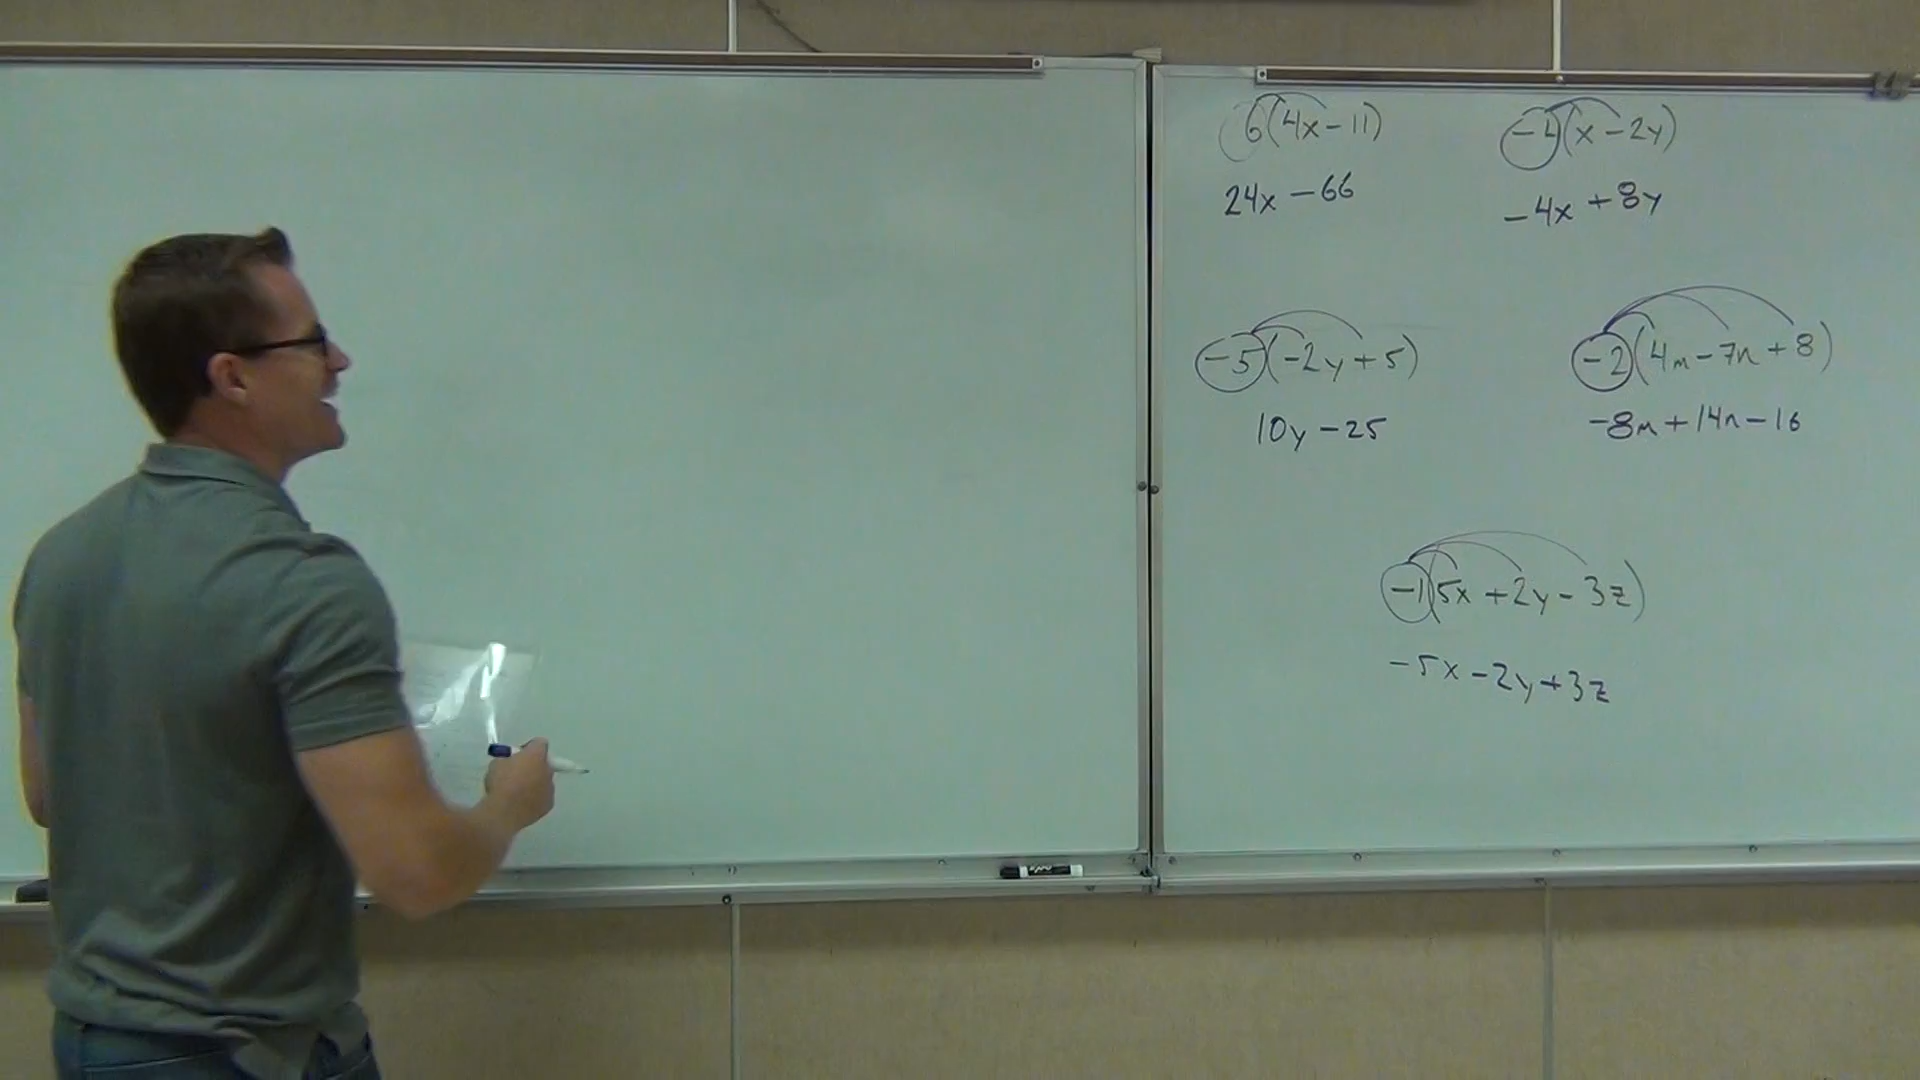 6(4x-11)
-4(x-2y)
24x-66
-4x+8y
-5(-2y+5)
-2(4m-7n+8)
10y-25
-8m+14n-16
-1(5x+2y-3z)
-5x-2y+3z
EXPO